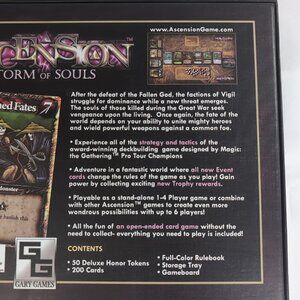 CENSION™
TORM OF SOULS
www.AscensionGame.com
ned Fates 7
After the defeat of the Fallen God, the factions of Vigil
struggle for dominance while a new threat emerges.
The souls of those killed during the Great War seek
vengeance upon the living. Once again, the fate of the
world depends on your ability to unite mighty heroes
and wield powerful weapons against a common foe.
• Experience all of the strategy and tactics of the
award-winning deckbuilding game designed by Magic:
the Gathering™ Pro Tour Champions
• Adventure in a fantastic world where all new Event
cards change the rules of the game as you play! Gain
power by collecting exciting new Trophy rewards.
• Playable as a stand-alone 1-4 Player game or combine
with other Ascension™ games to create even more
wondrous possibilities with up to 6 players!
• All the fun of an open-ended card game without the
need to collect- everything you need to play is included!
CONTENTS
• 50 Deluxe Honor Tokens
• 200 Cards
• Full-Color Rulebook
• Storage Tray
• Gameboard
Monster
banish this
GG
GARY GAMES